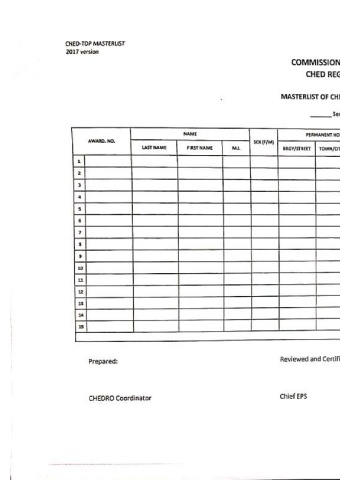 CHED-TDP MASTERLIST
2017 version
COMMISSION
CHED REG
MASTERLIST OF CH
Se
AWARD. NO.
NAME
SEX (F/M)
PERMANENT HO
LAST NAME
FIRST NAME
M.I.
BRGY/STREET
TOWN/CI
1
2
3
4
5
6
7
8
9
10
11
12
13
14
15
Prepared:
Reviewed and Certifi
CHEDRO Coordinator
Chief EPS